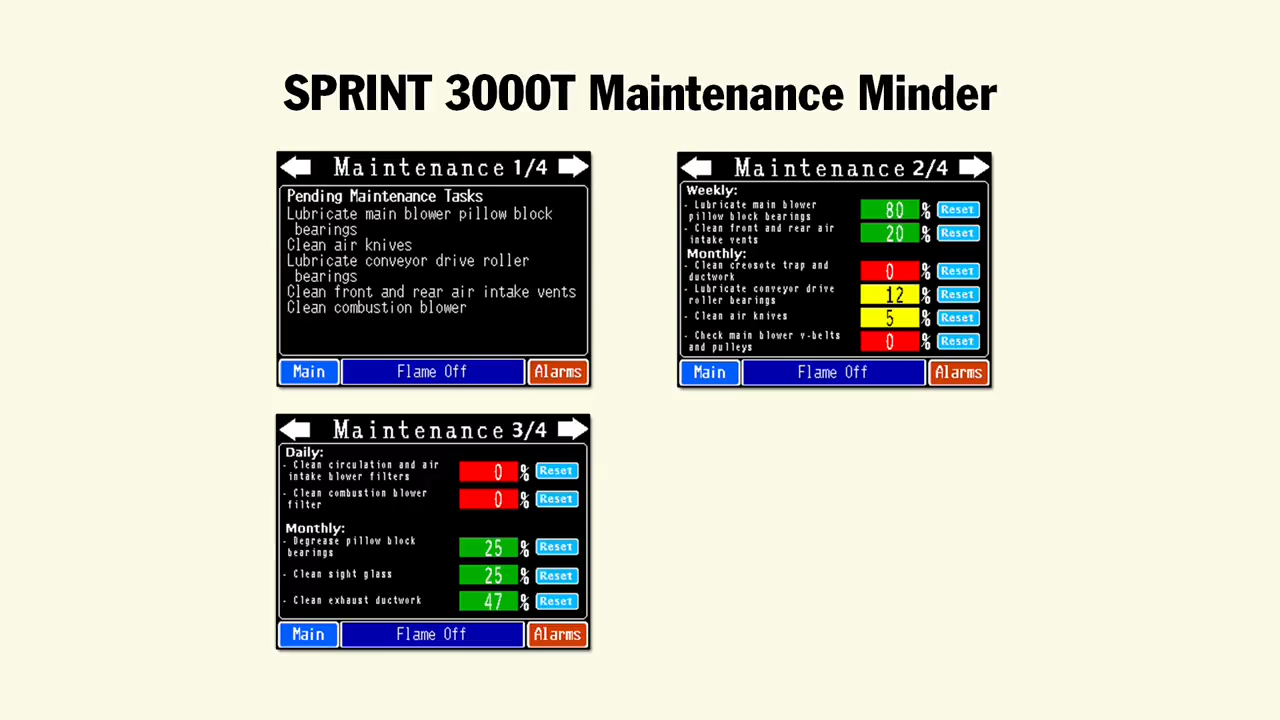 SPRINT 3000T Maintenance Minder
Maintenance 1/4
Pending Maintenance Tasks
Lubricate main blower pillow block
bearings
Clean air knives
Lubricate conveyor drive roller
bearings
Clean front and rear air intake vents
Clean combustion blower
Main Flame Off Alarms
Maintenance 2/4
Weekly:
- Lubricate main blower
pillow block bearings 80 % Reset
- Clean front and rear air
intake vents 20 % Reset
Monthly:
- Clean creosote trap and
ductwork 0 % Reset
- Lubricate conveyor drive
roller bearings 12 % Reset
- Clean air knives 5 % Reset
- Check main blower v-belts
and pulleys 0 % Reset
Main Flame Off Alarms
Maintenance 3/4
Daily:
- Clean circulation and air
intake blower filters 0 % Reset
- Clean combustion blower
filter 0 % Reset
Monthly:
- Degrease pillow block
bearings 25 % Reset
- Clean sight glass 25 % Reset
- Clean exhaust ductwork 47 % Reset
Main Flame Off Alarms